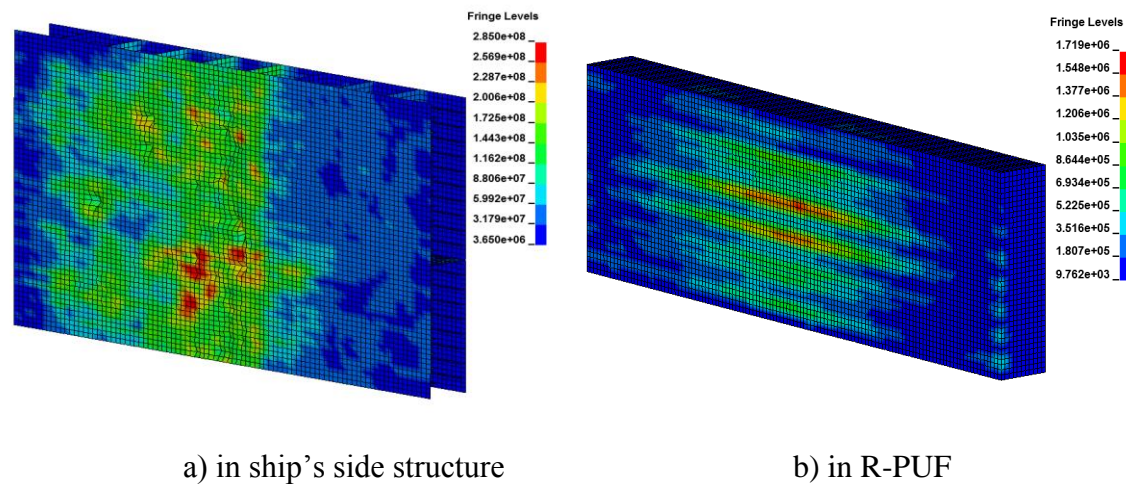 Fringe Levels
2.850e+08
2.569e+08
2.287e+08
2.006e+08
1.725e+08
1.443e+08
1.162e+08
8.806e+07
5.992e+07
3.179e+07
3.650e+06
Fringe Levels
1.719e+06
1.548e+06
1.377e+06
1.206e+06
1.035e+06
8.644e+05
6.934e+05
5.225e+05
3.516e+05
1.807e+05
9.762e+03
a) in ship's side structure
b) in R-PUF